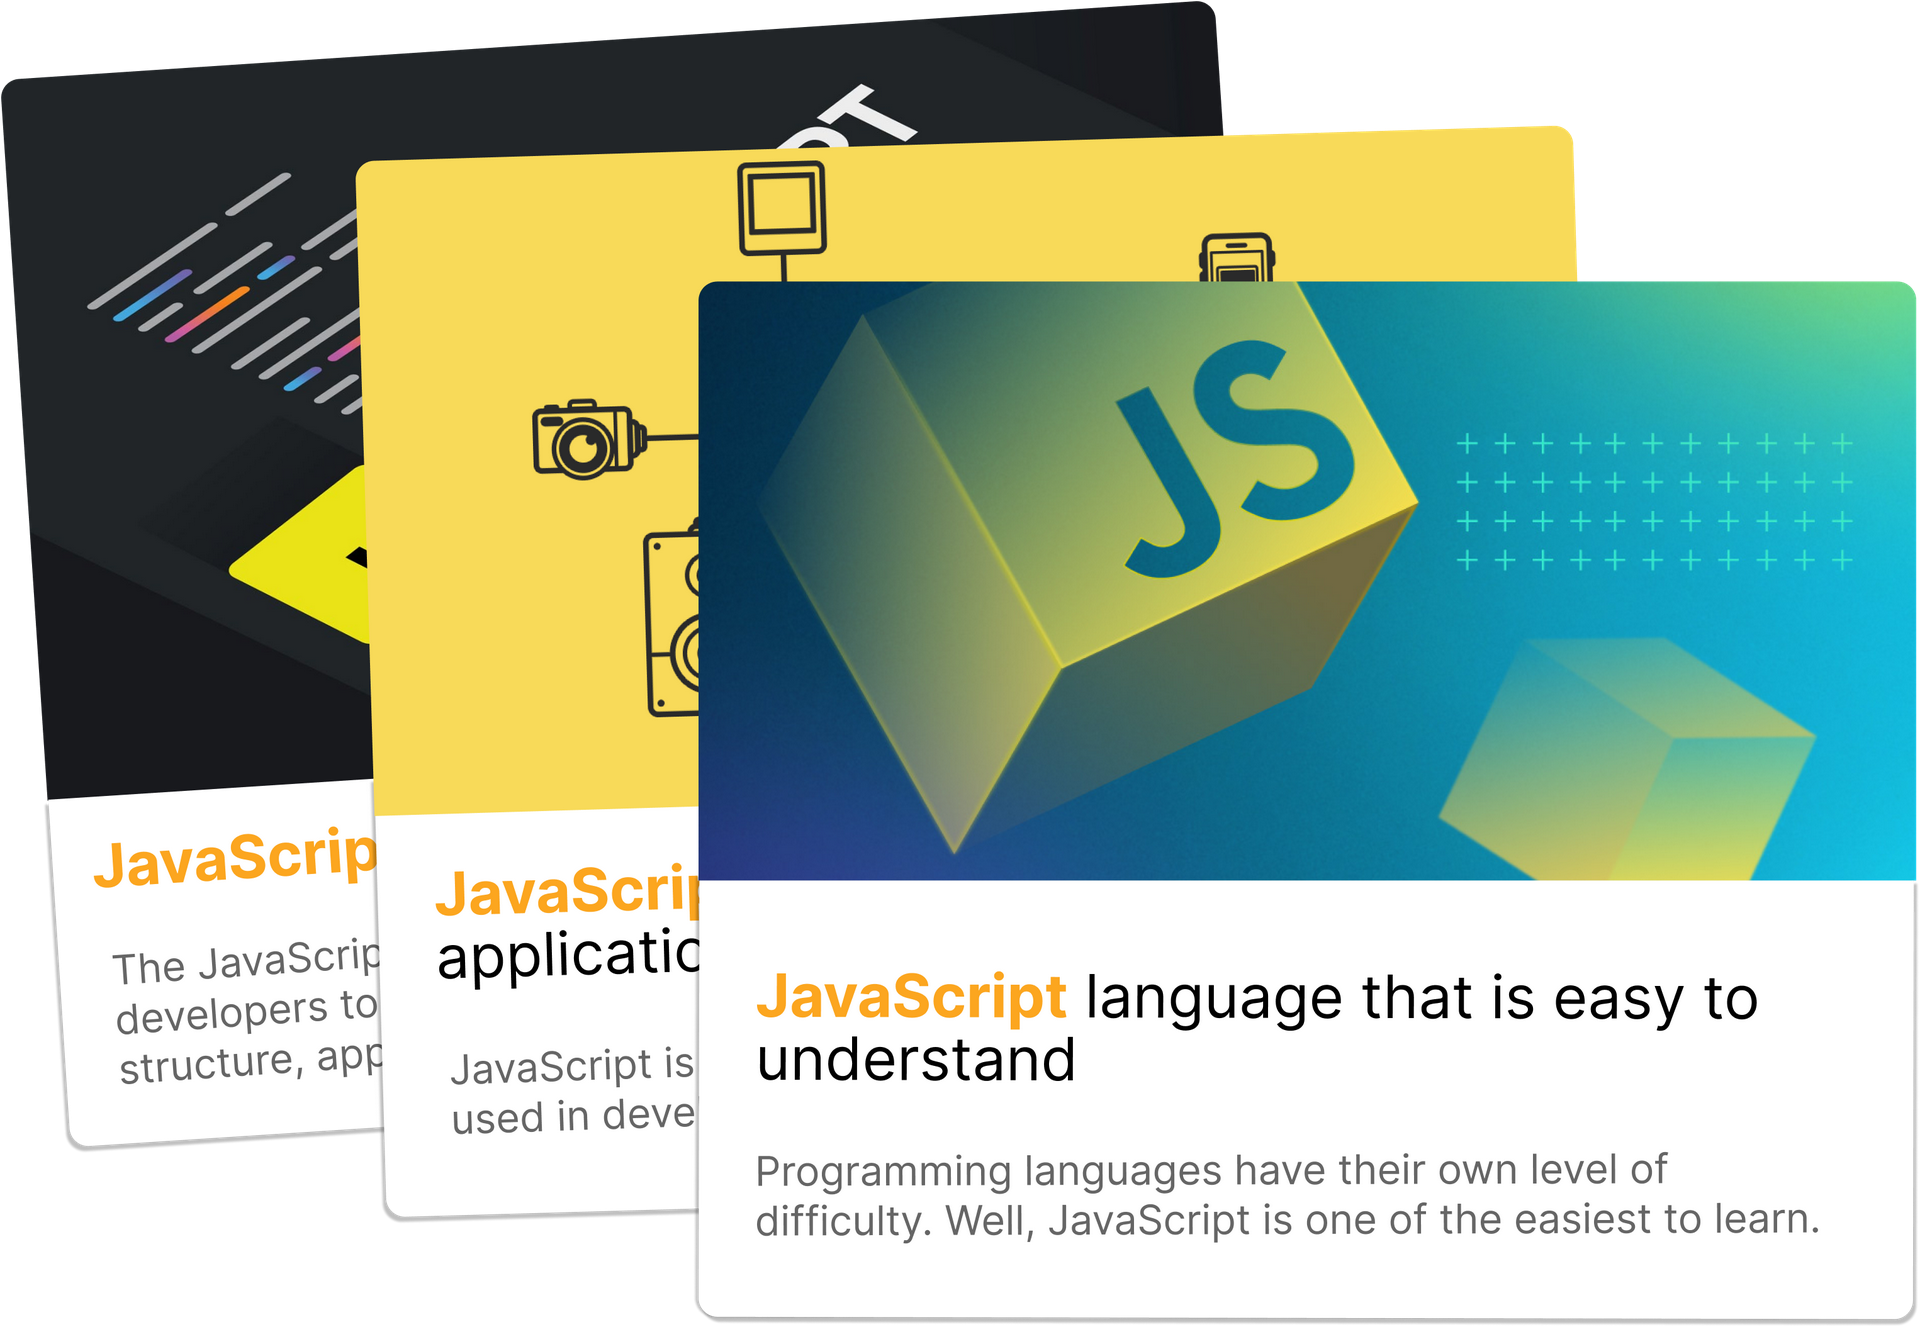 JavaScrip
The JavaScrip
developers to
structure, app
JavaScrip
applicatio
JavaScript is
used in deve
JS
JavaScript language that is easy to
understand
Programming languages have their own level of
difficulty. Well, JavaScript is one of the easiest to learn.